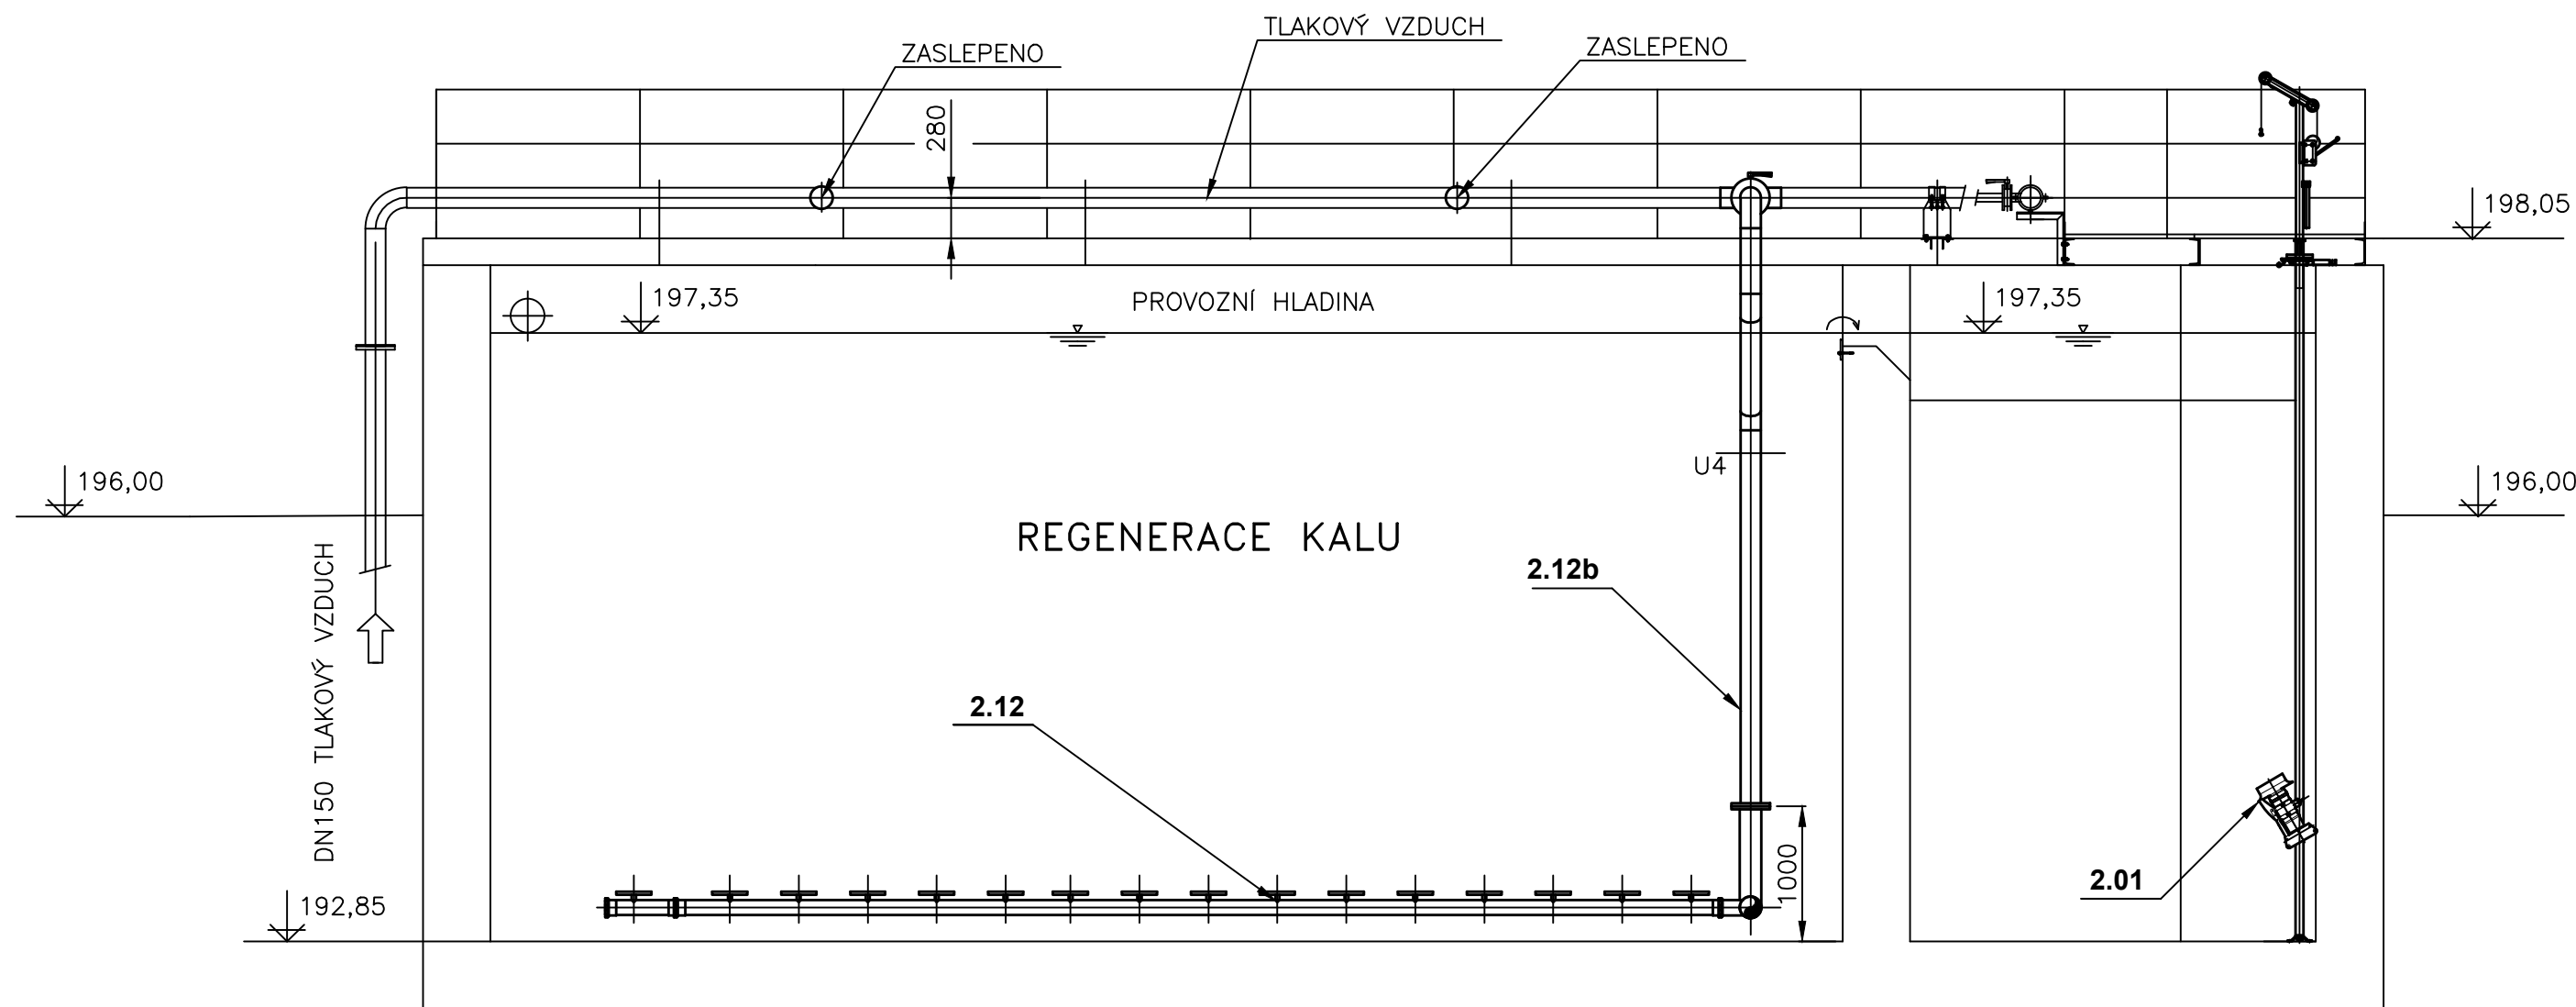 TLAKOVÝ VZDUCH
ZASLEPENO
ZASLEPENO
280
198,05
197,35
PROVOZNÍ HLADINA
197,35
196,00
U4
196,00
REGENERACE KALU
2.12b
DN150 TLAKOVÝ VZDUCH
2.12
1000
2.01
192,85